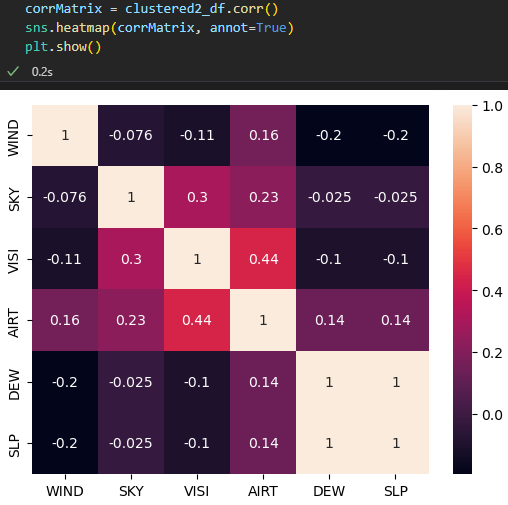 corrMatrix = clustered2_df.corr()
sns.heatmap(corrMatrix, annot=True)
plt.show()
0.2s
WIND 1 -0.076 -0.11 0.16 -0.2 -0.2
SKY -0.076 1 0.3 0.23 -0.025 -0.025
VISI -0.11 0.3 1 0.44 -0.1 -0.1
AIRT 0.16 0.23 0.44 1 0.14 0.14
DEW -0.2 -0.025 -0.1 0.14 1 1
SLP -0.2 -0.025 -0.1 0.14 1 1
WIND SKY VISI AIRT DEW SLP
1.0
0.8
0.6
0.4
0.2
0.0